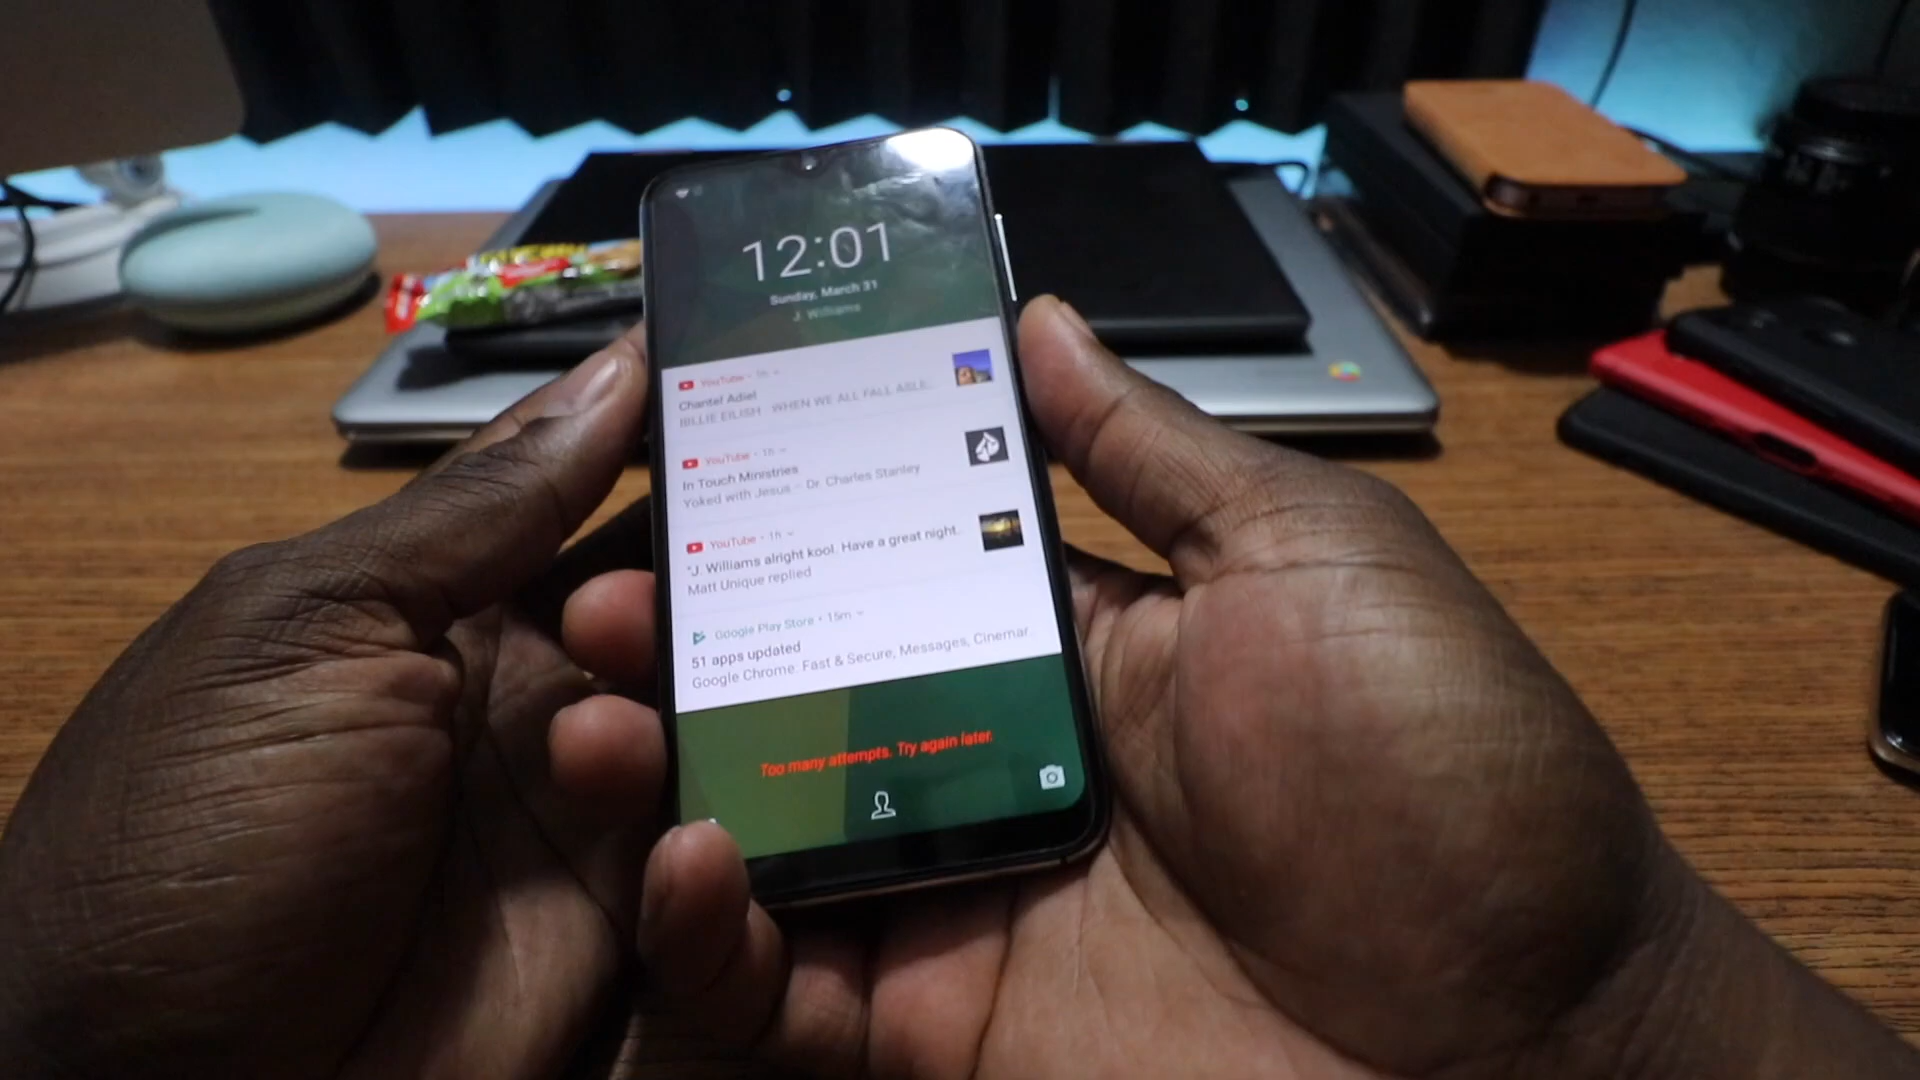 12:01
Sunday, March 31
J. Williams
YouTube • 1h
Chantel Adiel
BILLIE EILISH WHEN WE ALL FALL ASLE...
YouTube • 1h
In Touch Ministries
Yoked with Jesus – Dr. Charles Stanley
YouTube • 1h
"J. Williams alright kool. Have a great night..
Matt Unique replied
Google Play Store • 15m
51 apps updated
Google Chrome: Fast & Secure, Messages, Cinemar
Too many attempts. Try again later.